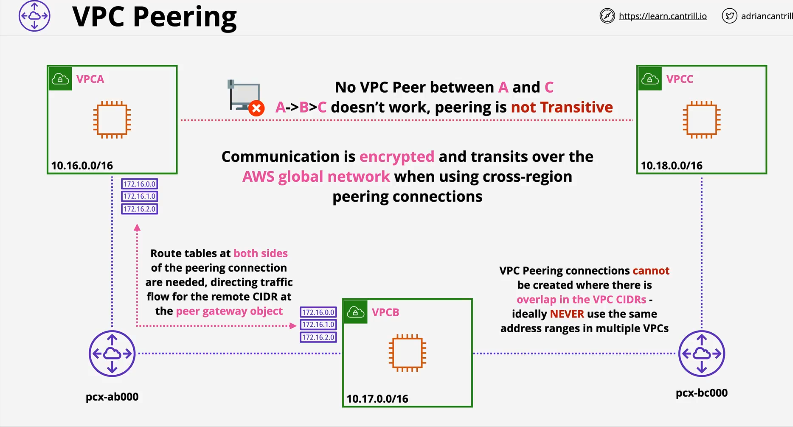 VPC Peering
https://learn.cantrill.io
adriancantrill
VPCA
10.16.0.0/16
No VPC Peer between A and C
A->B>C doesn't work, peering is not Transitive
VPCC
10.18.0.0/16
Communication is encrypted and transits over the
AWS global network when using cross-region
peering connections
172.16.0.0
172.16.1.0
172.16.2.0
Route tables at both sides
of the peering connection
are needed, directing traffic
flow for the remote CIDR at
the peer gateway object
172.16.0.0
172.16.1.0
172.16.2.0
VPCB
10.17.0.0/16
VPC Peering connections cannot
be created where there is
overlap in the VPC CIDRs -
ideally NEVER use the same
address ranges in multiple VPCs
pcx-ab000
pcx-bc000